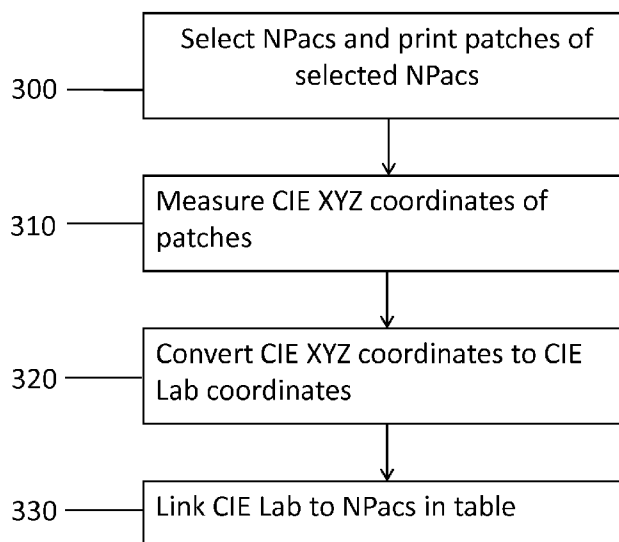 Select NPacs and print patches of
selected NPacs
300
Measure CIE XYZ coordinates of
patches
310
Convert CIE XYZ coordinates to CIE
Lab coordinates
320
Link CIE Lab to NPacs in table
330